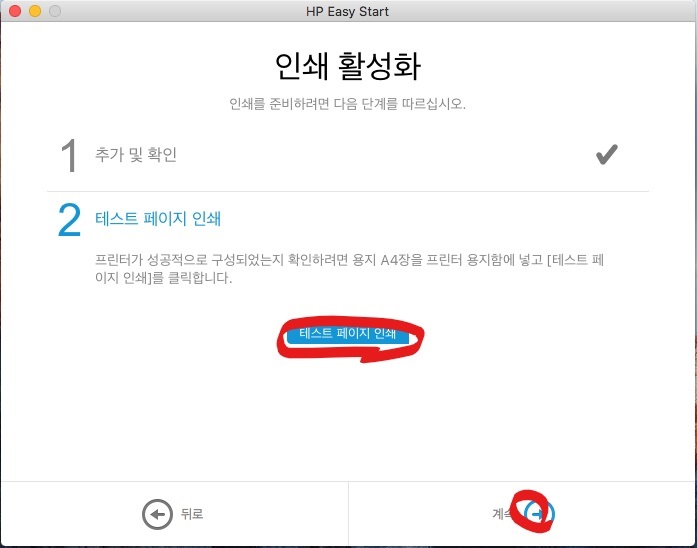 HP Easy Start
인쇄 활성화
인쇄를 준비하려면 다음 단계를 따르십시오.
1 추가 및 확인
2 테스트 페이지 인쇄
프린터가 성공적으로 구성되었는지 확인하려면 용지 A4장을 프린터 용지함에 넣고 [테스트 페
이지 인쇄]를 클릭합니다.
테스트 페이지 인쇄
뒤로
계속